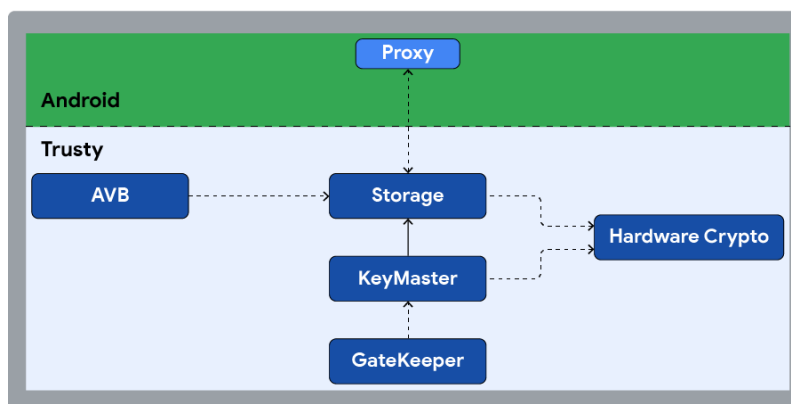 Proxy
Android
Trusty
AVB
Storage
Hardware Crypto
KeyMaster
GateKeeper